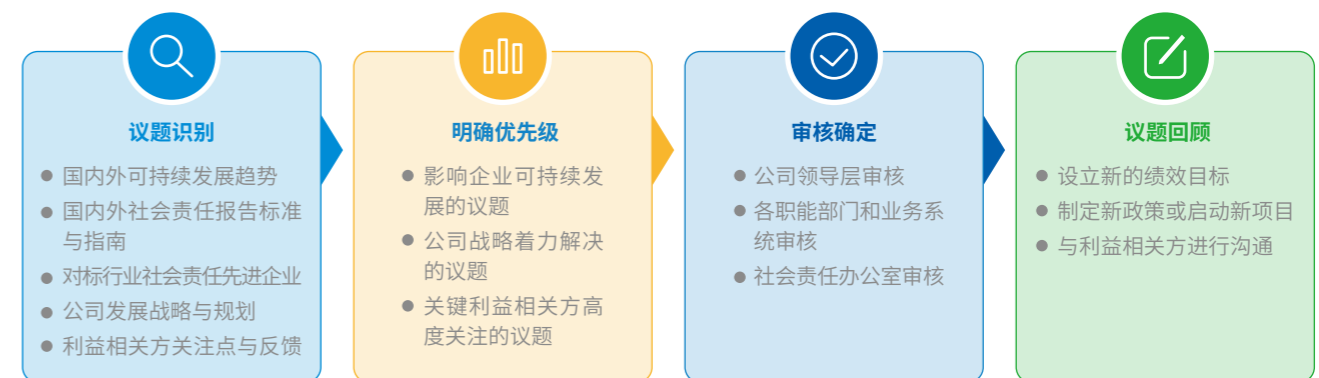 议题识别
● 国内外可持续发展趋势
● 国内外社会责任报告标准
与指南
● 对标行业社会责任先进企业
● 公司发展战略与规划
● 利益相关方关注点与反馈
明确优先级
● 影响企业可持续发
展的议题
● 公司战略着力解决
的议题
● 关键利益相关方高
度关注的议题
审核确定
● 公司领导层审核
● 各职能部门和业务系
统审核
● 社会责任办公室审核
议题回顾
● 设立新的绩效目标
● 制定新政策或启动新项目
● 与利益相关方进行沟通